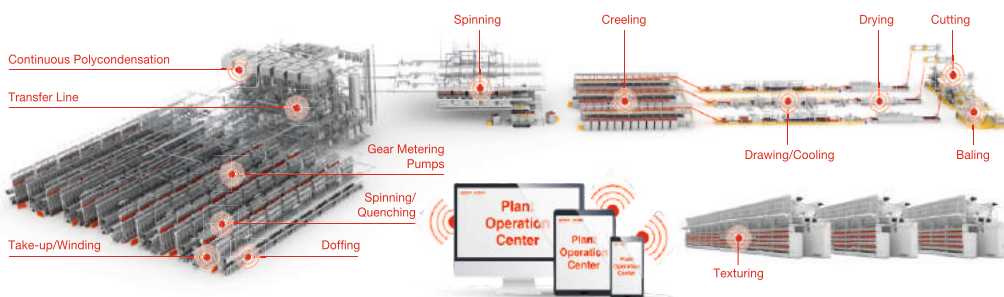 Spinning
Creeling
Drying
Cutting
Continuous Polycondensation
Transfer Line
Gear Metering
Pumps
Drawing/Cooling
Baling
Spinning/
Quenching
Take-up/Winding
Doffing
Plant
Operation
Center
Plant
Operation
Center
Plant
Operation
Center
Texturing